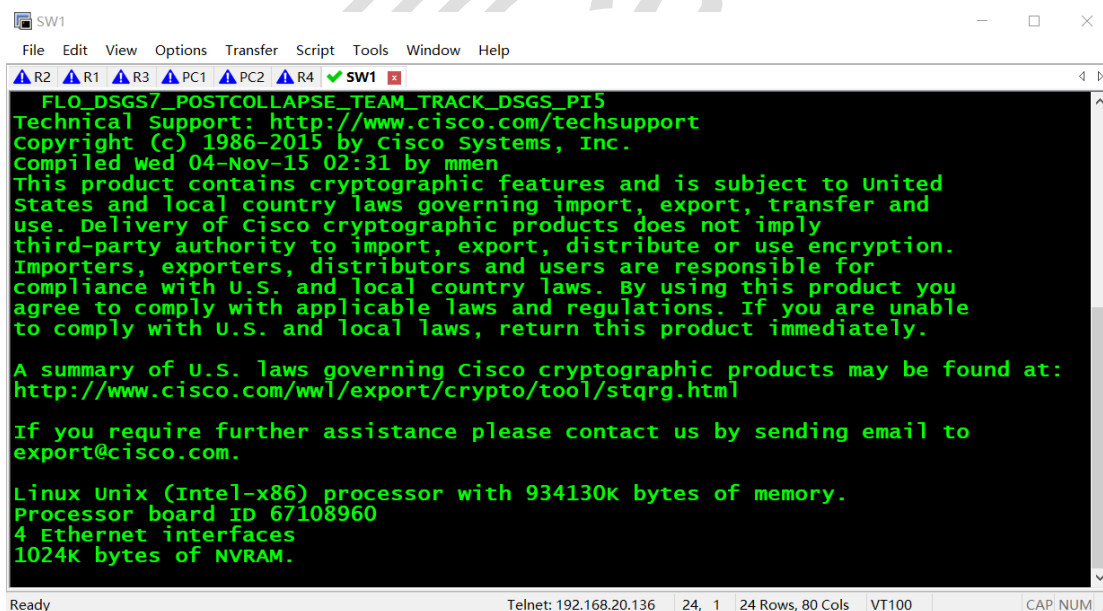 SW1
File Edit View Options Transfer Script Tools Window Help
R2 R1 R3 PC1 PC2 R4 SW1
FLO_DSGS7_POSTCOLLAPSE_TEAM_TRACK_DSGS_PI5
Technical Support: http://www.cisco.com/techsupport
Copyright (c) 1986-2015 by Cisco Systems, Inc.
Compiled Wed 04-Nov-15 02:31 by mmen
This product contains cryptographic features and is subject to United
States and local country laws governing import, export, transfer and
use. Delivery of Cisco cryptographic products does not imply
third-party authority to import, export, distribute or use encryption.
Importers, exporters, distributors and users are responsible for
compliance with U.S. and local country laws. By using this product you
agree to comply with applicable laws and regulations. If you are unable
to comply with U.S. and local laws, return this product immediately.
A summary of U.S. laws governing Cisco cryptographic products may be found at:
http://www.cisco.com/wwl/export/crypto/tool/stqrg.html
If you require further assistance please contact us by sending email to
export@cisco.com.
Linux Unix (Intel-x86) processor with 934130K bytes of memory.
Processor board ID 67108960
4 Ethernet interfaces
1024K bytes of NVRAM.
Ready Telnet: 192.168.20.136 24, 1 24 Rows, 80 Cols VT100 CAP NUM